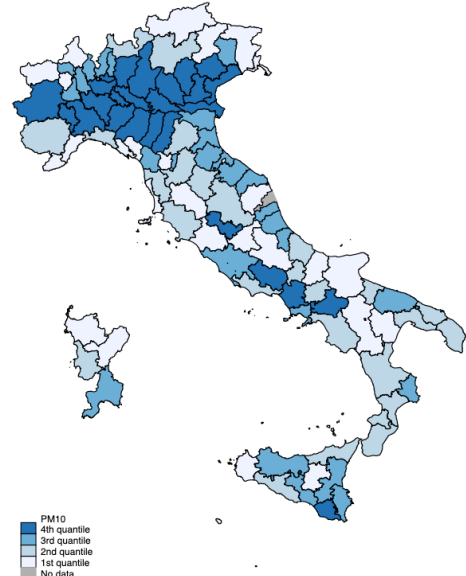 PM10
4th quantile
3rd quantile
2nd quantile
1st quantile
No data